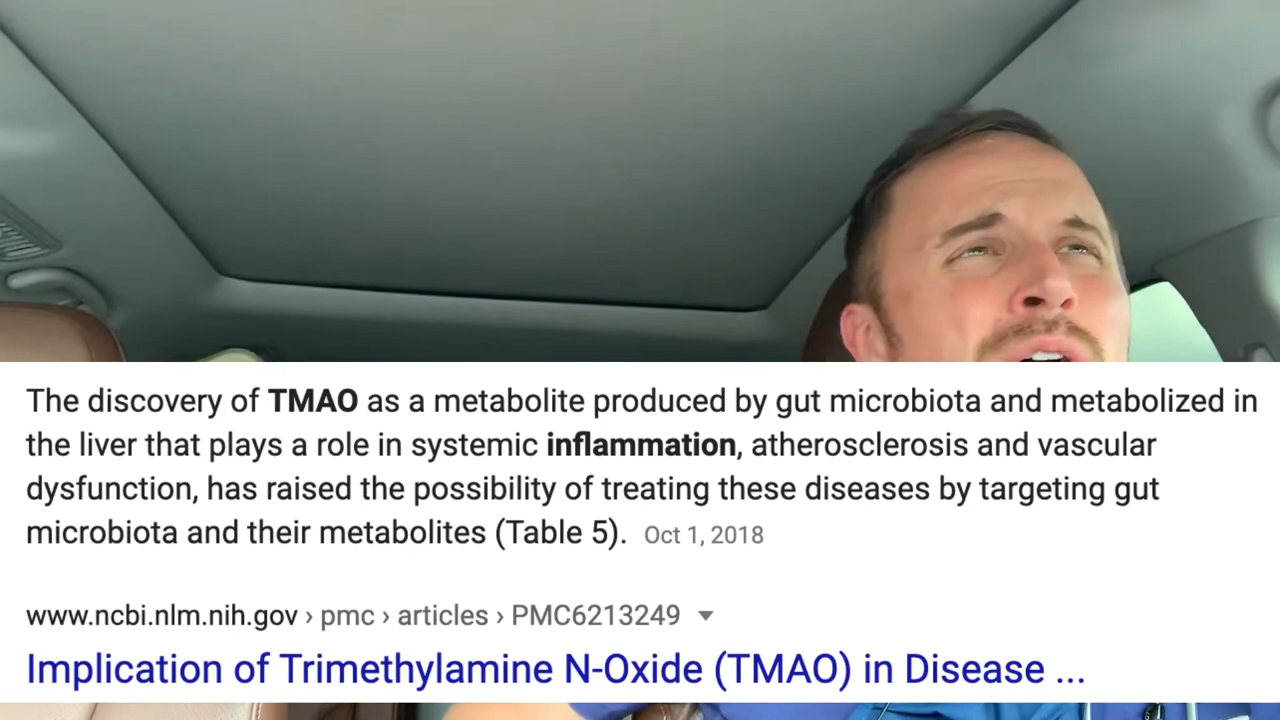 The discovery of TMAO as a metabolite produced by gut microbiota and metabolized in
the liver that plays a role in systemic inflammation, atherosclerosis and vascular
dysfunction, has raised the possibility of treating these diseases by targeting gut
microbiota and their metabolites (Table 5). Oct 1, 2018
www.ncbi.nlm.nih.gov › pmc › articles › PMC6213249
Implication of Trimethylamine N-Oxide (TMAO) in Disease ...